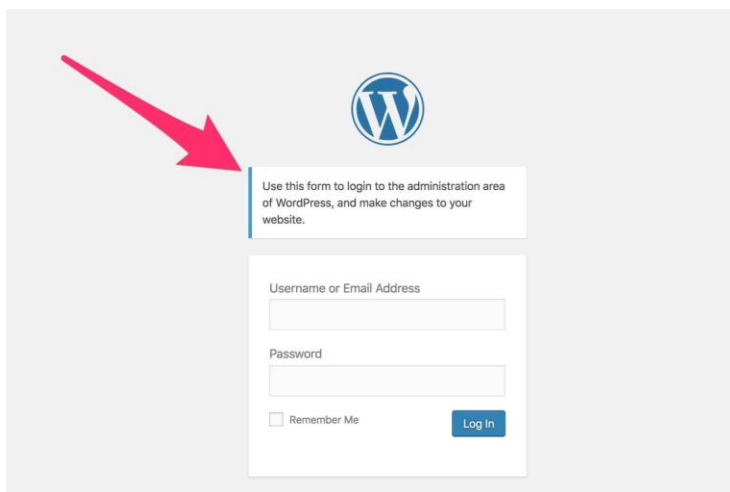 Use this form to login to the administration area
of WordPress, and make changes to your
website.
Username or Email Address
Password
Remember Me
Log In